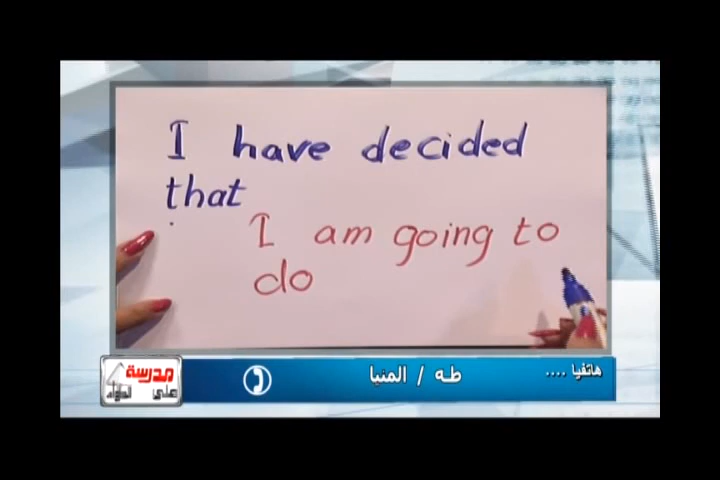 I have decided
that
I am going to
do
هاتفيا ....
طه / المنيا
مدرسة
على الهواء